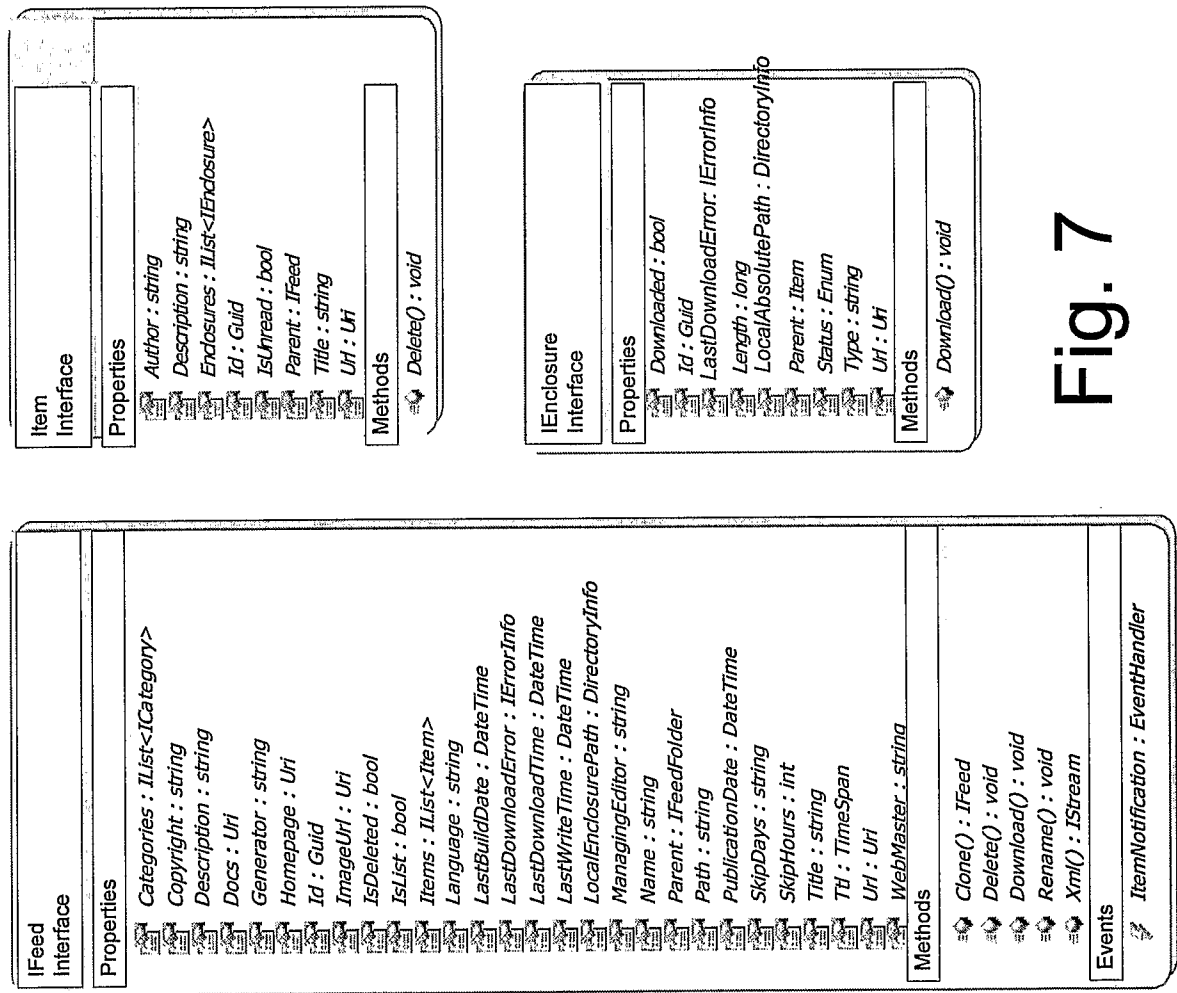 IFeed
Interface
Properties
Categories : IList<ICategory>
Copyright : string
Description : string
Docs : Uri
Generator : string
Homepage : Uri
Id : Guid
ImageUrl : Uri
IsDeleted : bool
IsList : bool
Items : IList<Item>
Language : string
LastBuildDate : DateTime
LastDownloadError : IErrorInfo
LastDownloadTime : DateTime
LastWriteTime : DateTime
LocalEnclosurePath : DirectoryInfo
ManagingEditor : string
Name : string
Parent : IFeedFolder
Path : string
PublicationDate : DateTime
SkipDays : string
SkipHours : int
Title : string
Ttl : TimeSpan
Url : Uri
WebMaster : string
Methods
Clone() : IFeed
Delete() : void
Download() : void
Rename() : void
Xml() : IStream
Events
ItemNotification : EventHandler
Item
Interface
Properties
Author : string
Description : string
Enclosures : IList<IEnclosure>
Id : Guid
IsUnread : bool
Parent : IFeed
Title : string
Url : Uri
Methods
Delete() : void
IEnclosure
Interface
Properties
Downloaded : bool
Id : Guid
LastDownloadError: IErrorInfo
Length : long
LocalAbsolutePath : DirectoryInfo
Parent : Item
Status : Enum
Type : string
Url : Uri
Methods
Download() : void
Fig. 7